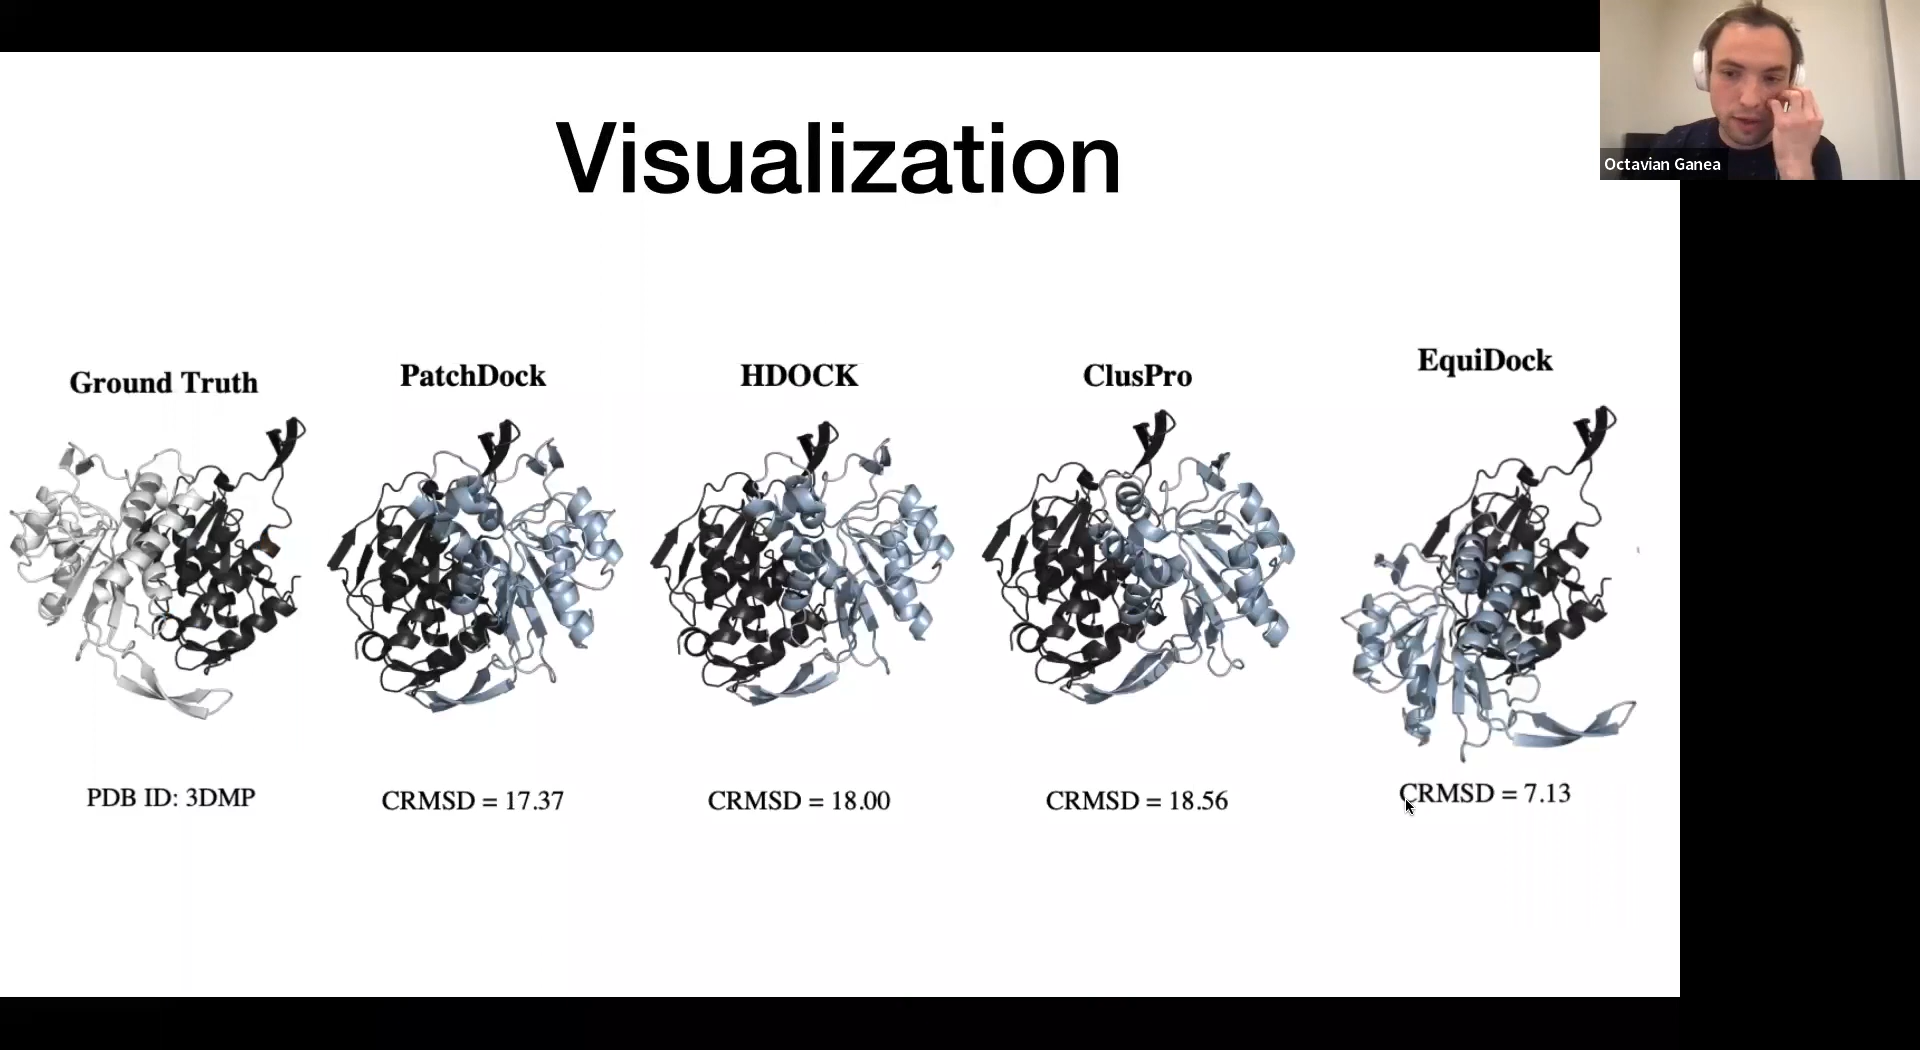 Visualization
Octavian Ganea
Ground Truth
PatchDock
HDOCK
ClusPro
EquiDock
PDB ID: 3DMP
CRMSD = 17.37
CRMSD = 18.00
CRMSD = 18.56
CRMSD = 7.13